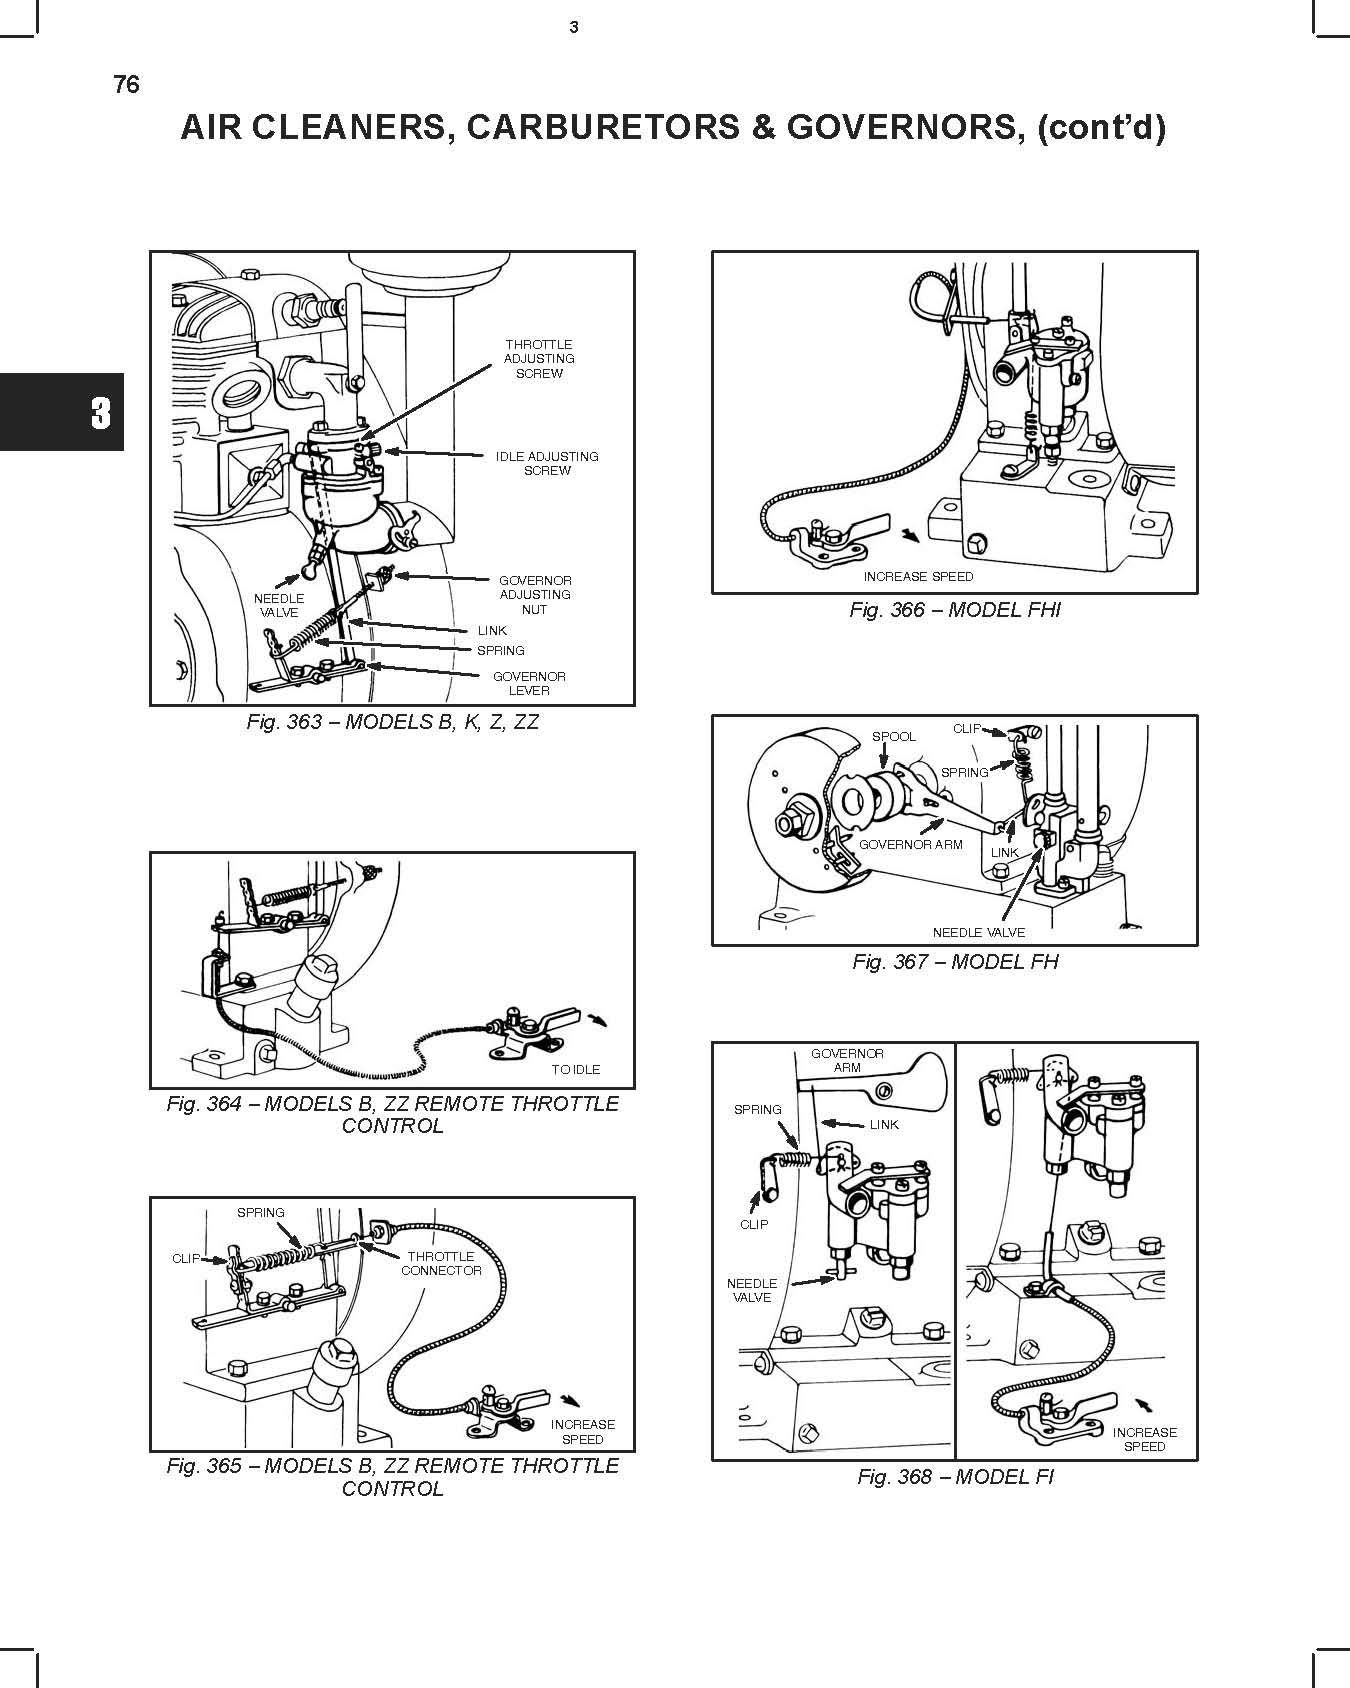 3
76
AIR CLEANERS, CARBURETORS & GOVERNORS, (cont’d)
3
THROTTLE
ADJUSTING
SCREW
IDLE ADJUSTING
SCREW
NEEDLE
VALVE
GOVERNOR
ADJUSTING
NUT
LINK
SPRING
GOVERNOR
LEVER
Fig. 363 – MODELS B, K, Z, ZZ
TO IDLE
Fig. 364 – MODELS B, ZZ REMOTE THROTTLE
CONTROL
SPRING
CLIP
THROTTLE
CONNECTOR
INCREASE
SPEED
Fig. 365 – MODELS B, ZZ REMOTE THROTTLE
CONTROL
INCREASE SPEED
Fig. 366 – MODEL FHI
CLIP
SPOOL
SPRING
GOVERNOR ARM
LINK
NEEDLE VALVE
Fig. 367 – MODEL FH
GOVERNOR
ARM
SPRING
LINK
CLIP
NEEDLE
VALVE
INCREASE
SPEED
Fig. 368 – MODEL FI